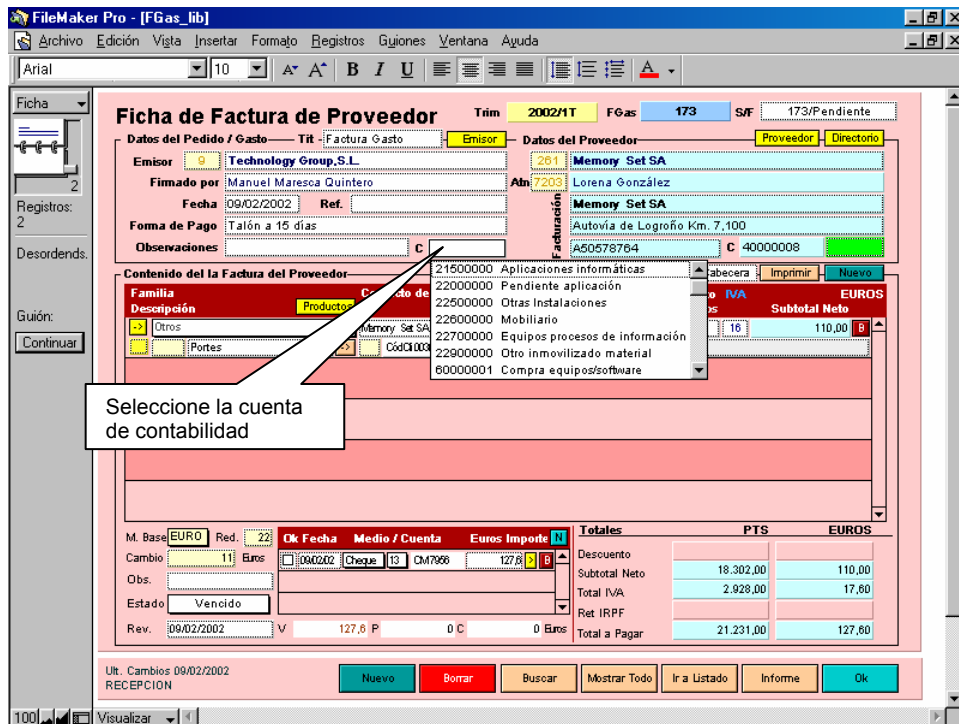 FileMaker Pro - [FGas_lib]
Archivo Edición Vista Insertar Formato Registros Guiones Ventana Ayuda
Arial 10 B I U A
Ficha
2
Registros:
2
Desordends.
Guión:
Continuar
Ficha de Factura de Proveedor Trim 2002/1T FGas 173 S/F 173/Pendiente
Datos del Pedido / Gasto Tit - Factura Gasto Emisor Datos del Proveedor Proveedor Directorio
Emisor 9 Technology Group,S.L. 261 Memory Set SA
Firmado por Manuel Maresca Quintero Atn 7203 Lorena González
Fecha 09/02/2002 Ref. Facturación Memory Set SA
Forma de Pago Talón a 15 días Autovía de Logroño Km. 7,100
Observaciones C A50578764 C 40000008
Contenido del la Factura del Proveedor Cabecera Imprimir Nuevo
21500000 Aplicaciones informáticas
22000000 Pendiente aplicación
22500000 Otras Instalaciones
22600000 Mobiliario
22700000 Equipos procesos de información
22900000 Otro inmovilizado material
60000001 Compra equipos/software
Familia IVA EUROS
Descripción Productos Subtotal Neto
-> Otros Memory Set SA 16 110,00 B
Portes ->
Seleccione la cuenta
de contabilidad
M. Base EURO Red. 22 Ok Fecha Medio / Cuenta Euros Importe N Totales PTS EUROS
Cambio 11 Euros 09/02/02 Cheque 13 CM7956 127,6 > B Descuento
Obs. Subtotal Neto 18.302,00 110,00
Total IVA 2.928,00 17,60
Estado Vencido Ret IRPF
Rev. 09/02/2002 V 127,6 P 0 C 0 Euros Total a Pagar 21.231,00 127,60
Ult. Cambios 09/02/2002
RECEPCION
Nuevo Borrar Buscar Mostrar Todo Ir a Listado Informe Ok
100 Visualizar